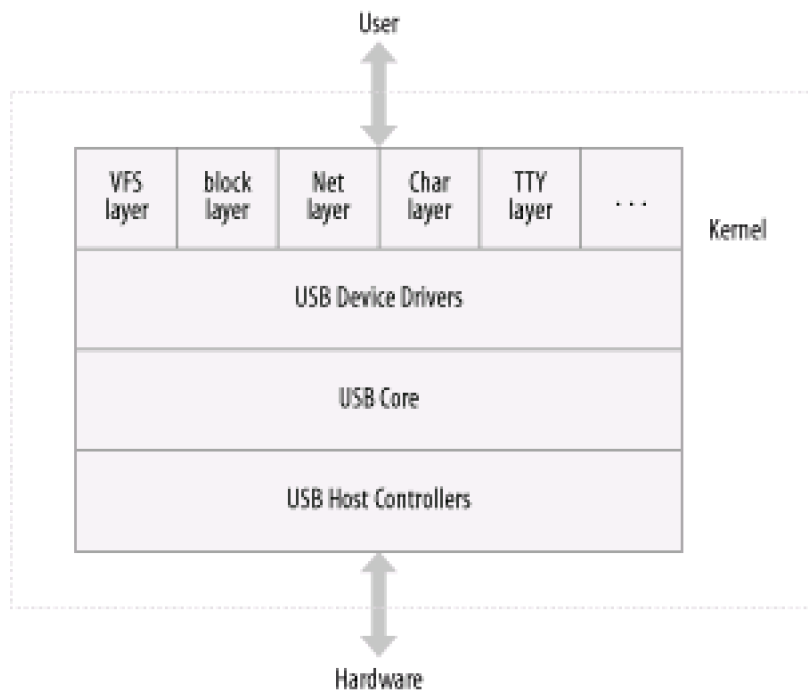 User
VFS
layer
block
layer
Net
layer
Char
layer
TTY
layer
...
Kernel
USB Device Drivers
USB Core
USB Host Controllers
Hardware